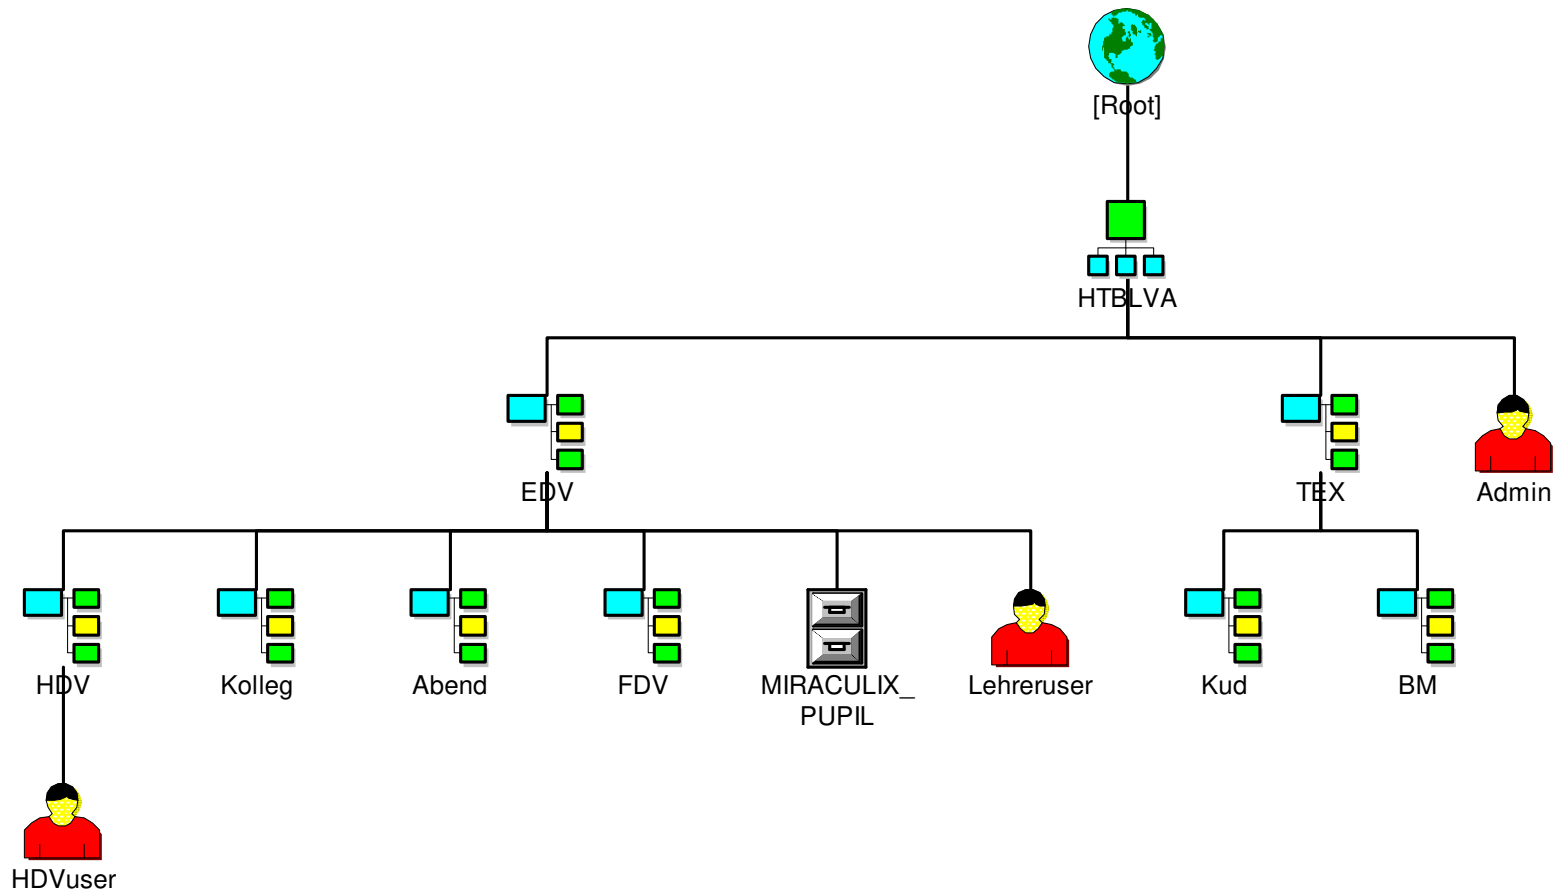 [Root]
HTBLVA
EDV
TEX
Admin
HDV
Kolleg
Abend
FDV
MIRACULIX_
PUPIL
Lehreruser
Kud
BM
HDVuser